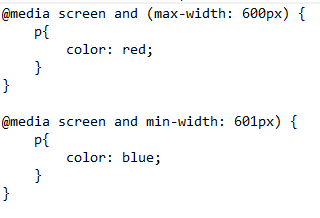 @media screen and (max-width: 600px) {
    p{
        color: red;
    }
}

@media screen and min-width: 601px) {
    p{
        color: blue;
    }
}